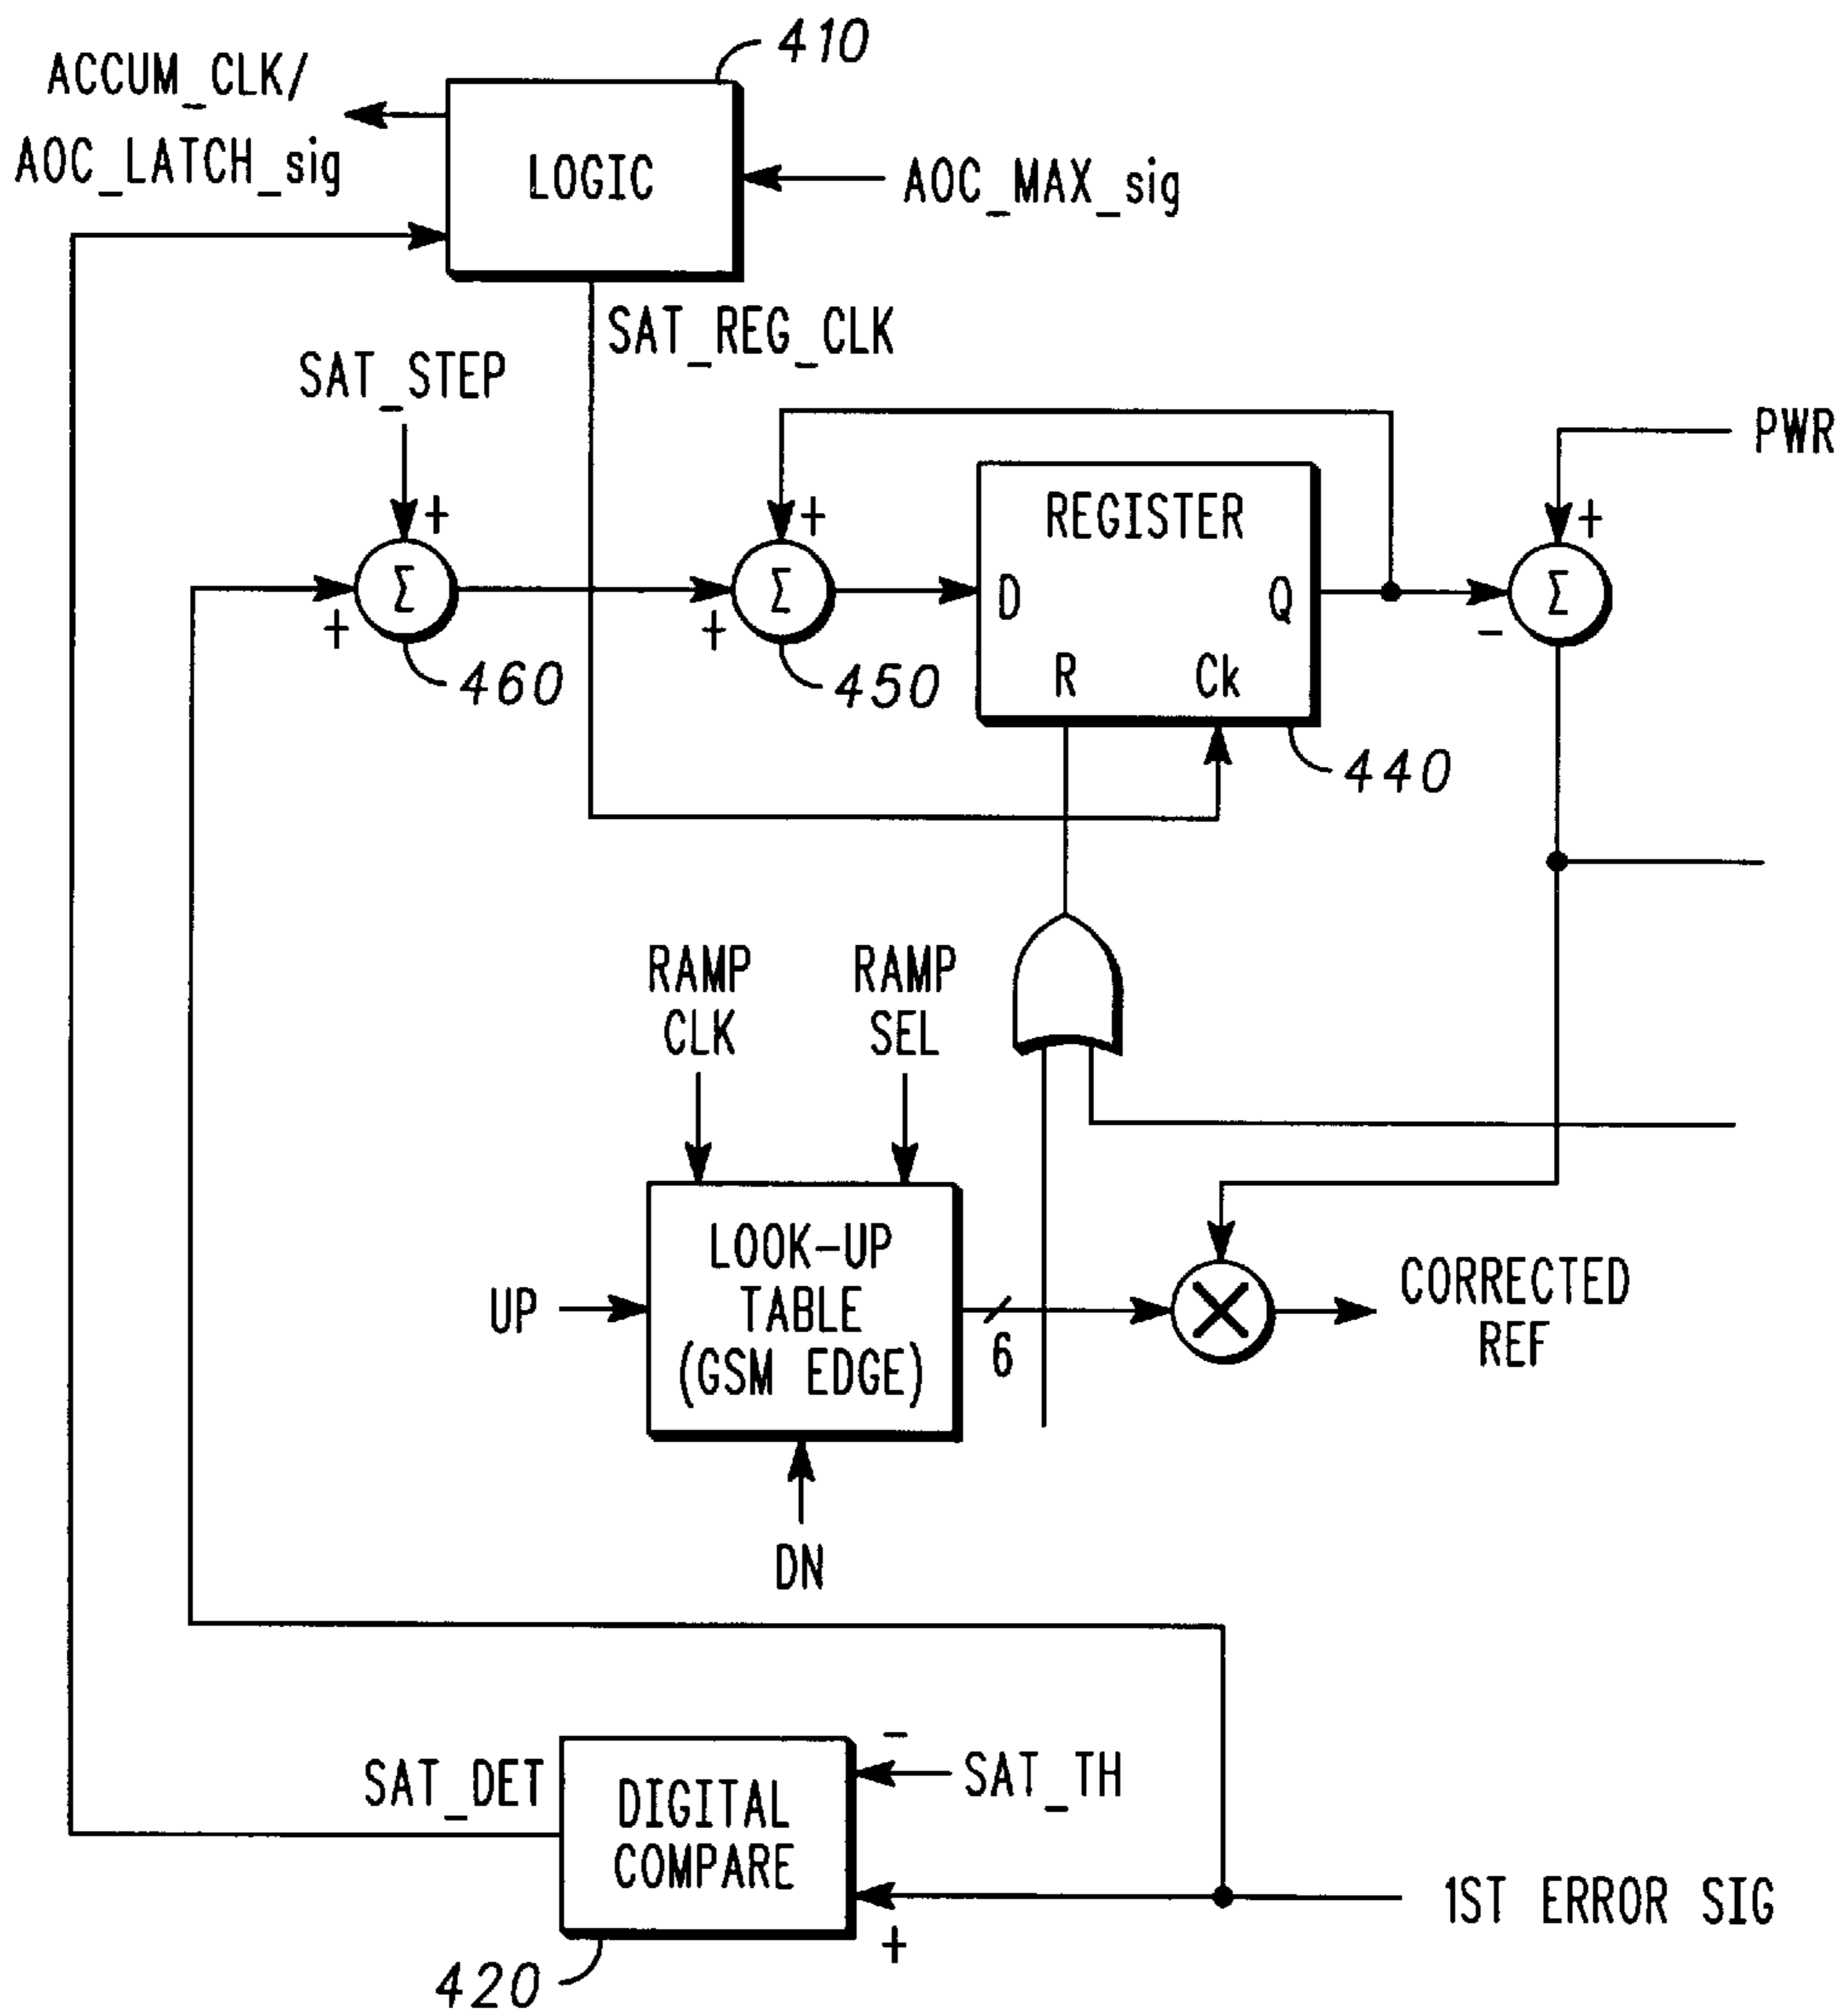 410
ACCUM_CLK/
AOC_LATCH_sig
LOGIC
AOC_MAX_sig
SAT_REG_CLK
SAT_STEP
PWR
+
+
+
REGISTER
Σ
Σ
D
Q
Σ
+
+
-
R
Ck
460
450
440
RAMP
CLK
RAMP
SEL
LOOK-UP
TABLE
(GSM EDGE)
UP
6
CORRECTED
REF
DN
-
SAT_DET
SAT_TH
DIGITAL
COMPARE
1ST ERROR SIG
+
420